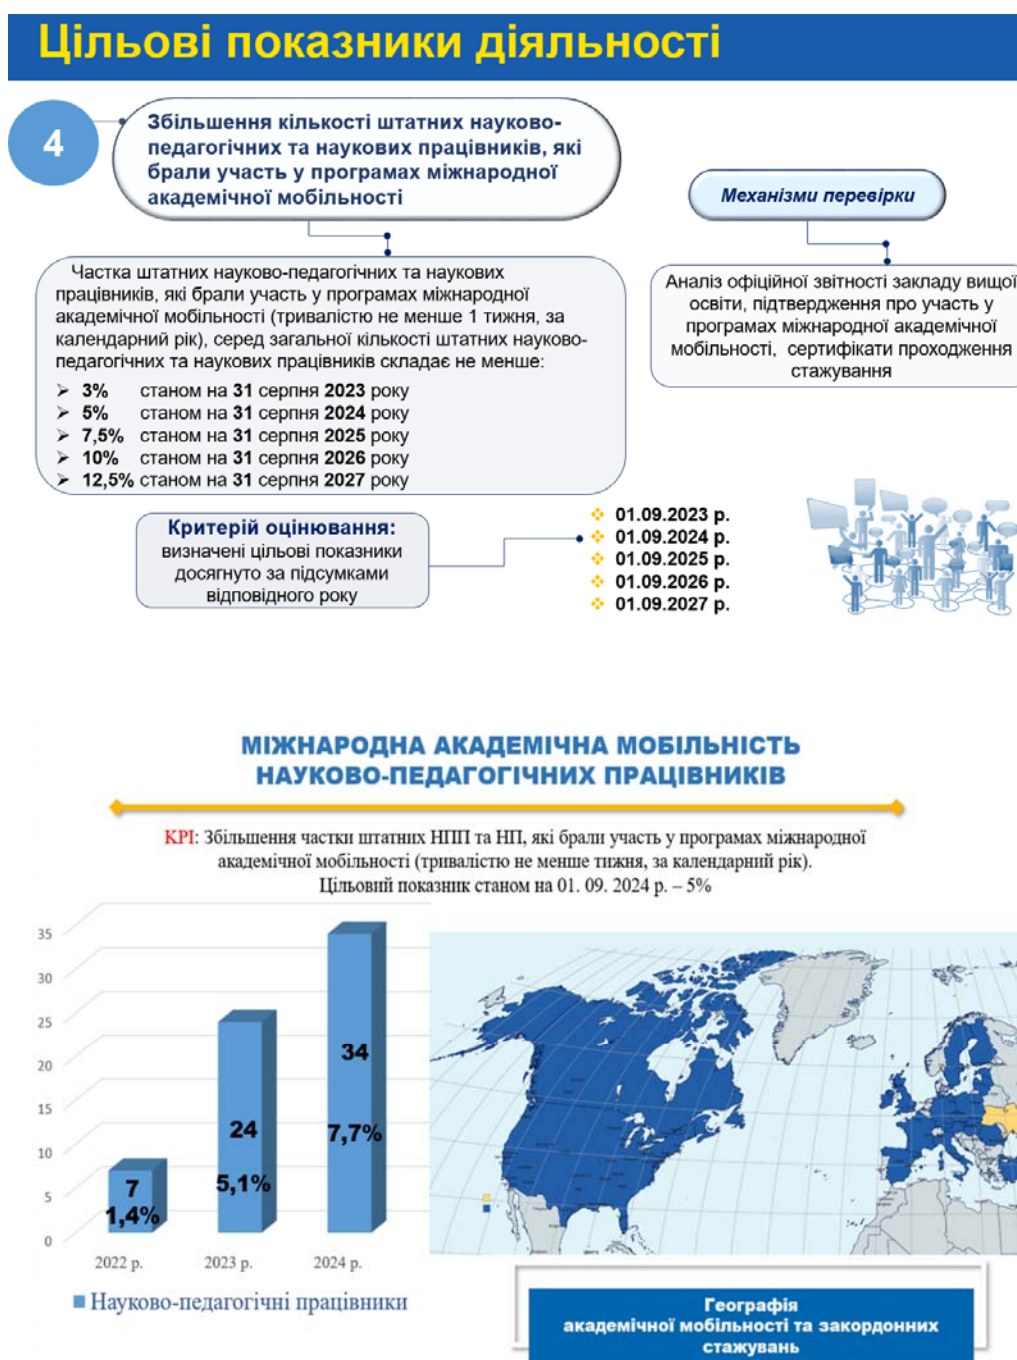 Цільові показники діяльності
4
Збільшення кількості штатних науково-
педагогічних та наукових працівників, які
брали участь у програмах міжнародної
академічної мобільності
Механізми перевірки
Частка штатних науково-педагогічних та наукових
працівників, які брали участь у програмах міжнародної
академічної мобільності (тривалістю не менше 1 тижня, за
календарний рік), серед загальної кількості штатних науково-
педагогічних та наукових працівників складає не менше:
➢ 3% станом на 31 серпня 2023 року
➢ 5% станом на 31 серпня 2024 року
➢ 7,5% станом на 31 серпня 2025 року
➢ 10% станом на 31 серпня 2026 року
➢ 12,5% станом на 31 серпня 2027 року
Аналіз офіційної звітності закладу вищої
освіти, підтвердження про участь у
програмах міжнародної академічної
мобільності, сертифікати проходження
стажування
Критерій оцінювання:
визначені цільові показники
досягнуто за підсумками
відповідного року
❖ 01.09.2023 р.
❖ 01.09.2024 р.
❖ 01.09.2025 р.
❖ 01.09.2026 р.
❖ 01.09.2027 р.
МІЖНАРОДНА АКАДЕМІЧНА МОБІЛЬНІСТЬ
НАУКОВО-ПЕДАГОГІЧНИХ ПРАЦІВНИКІВ
KPI: Збільшення частки штатних НПП та НП, які брали участь у програмах міжнародної
академічної мобільності (тривалістю не менше тижня, за календарний рік).
Цільовий показник станом на 01. 09. 2024 р. – 5%
35
30
25
20
15
10
5
0
7
1,4%
24
5,1%
34
7,7%
2022 р.
2023 р.
2024 р.
Науково-педагогічні працівники
Географія
академічної мобільності та закордонних
стажувань